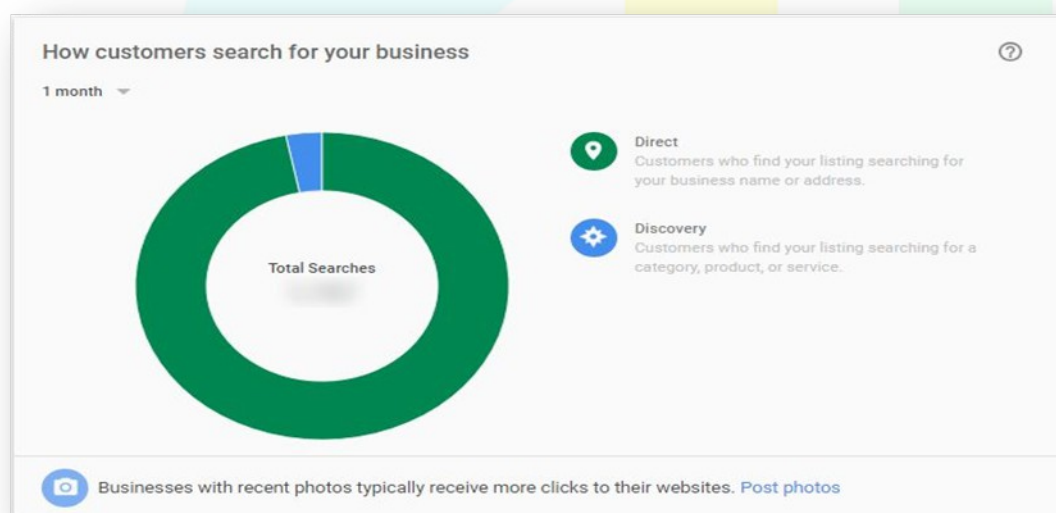 How customers search for your business
1 month
Direct
Customers who find your listing searching for
your business name or address.
Discovery
Customers who find your listing searching for a
category, product, or service.
Total Searches
Businesses with recent photos typically receive more clicks to their websites. Post photos